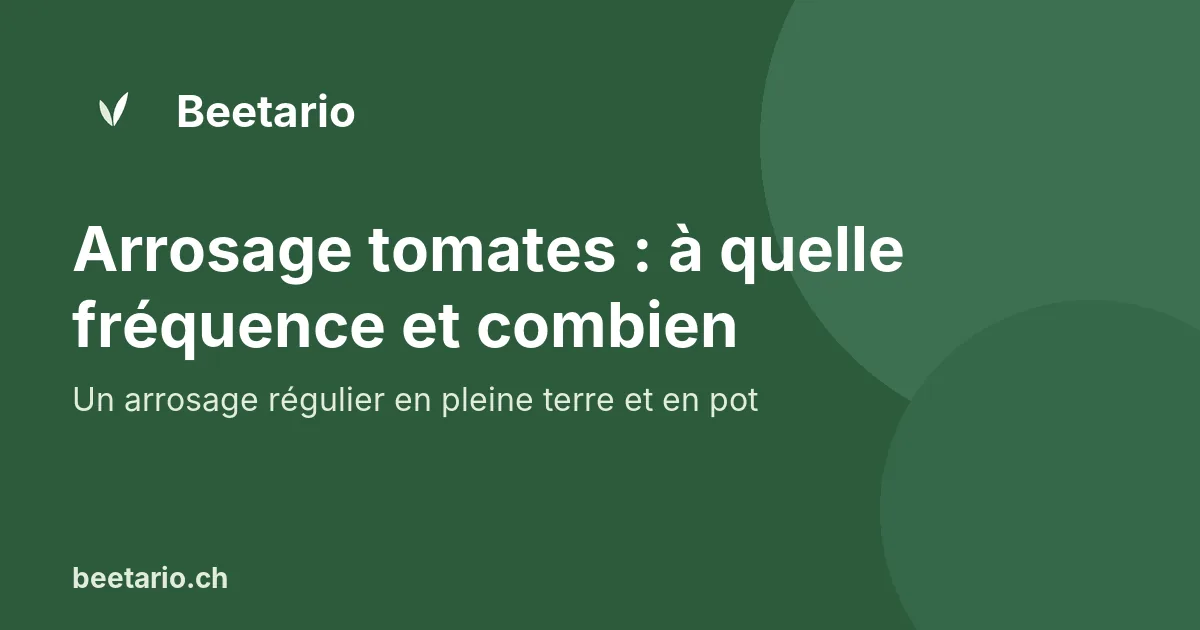 Beetario
Arrosage tomates : à quelle
fréquence et combien
Un arrosage régulier en pleine terre et en pot
beetario.ch